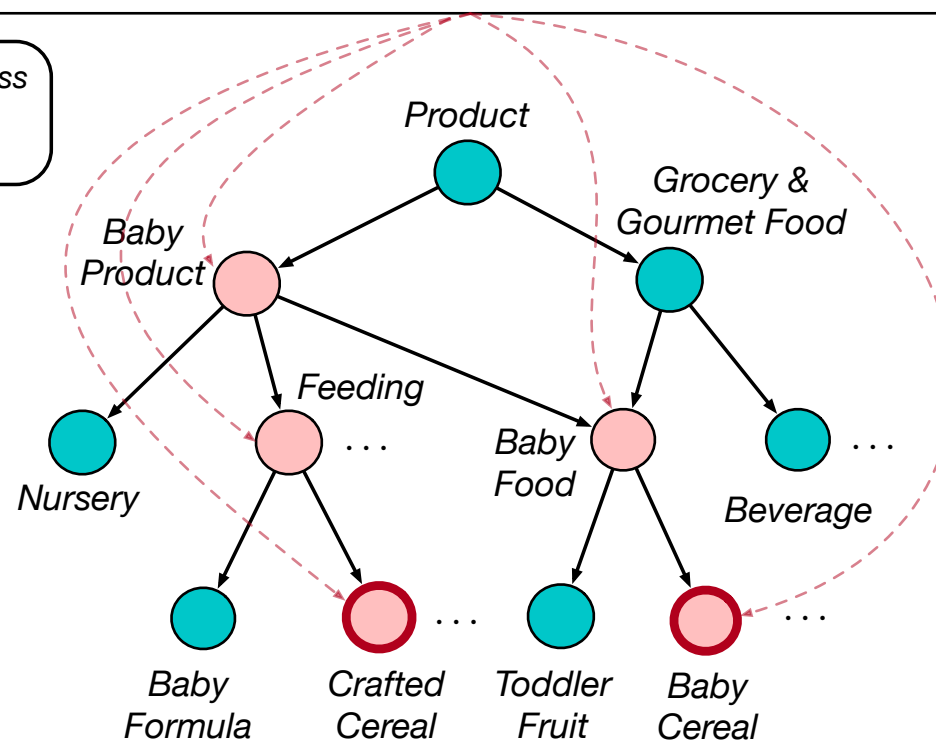 ss
Product
Grocery &
Gourmet Food
Baby
Product
Feeding
...
Baby
Food
...
Nursery
Beverage
...
...
Baby
Formula
Crafted
Cereal
Toddler
Fruit
Baby
Cereal